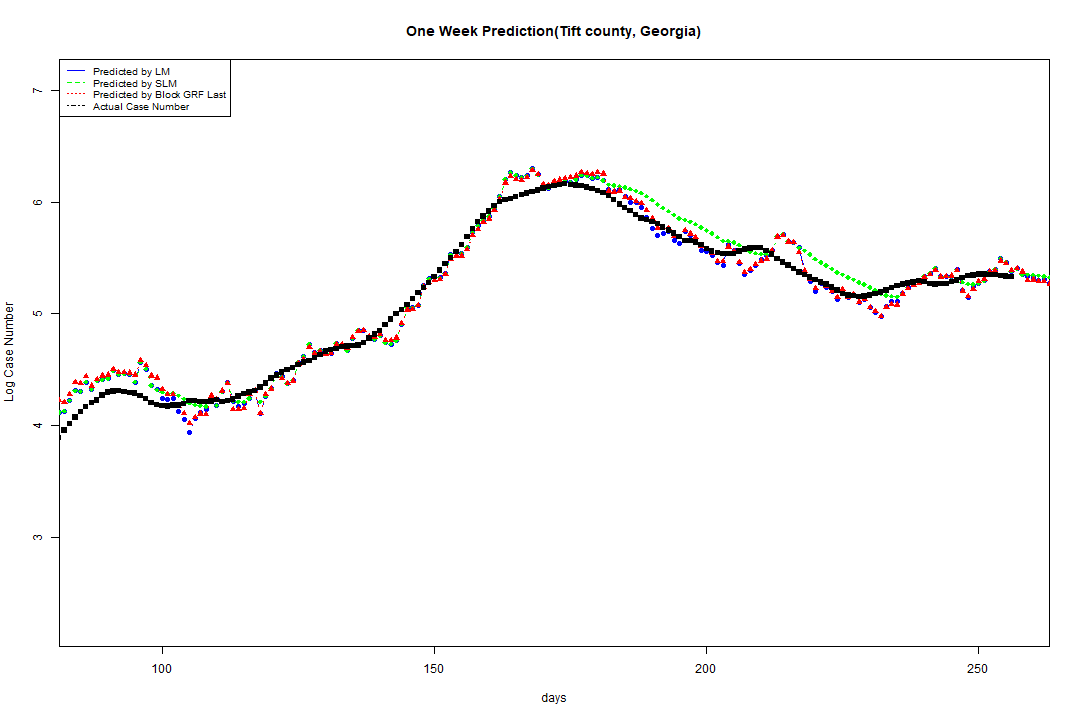 One Week Prediction(Tift county, Georgia)
Predicted by LM
Predicted by SLM
Predicted by Block GRF Last
Actual Case Number
7
6
5
4
3
Log Case Number
100 150 200 250
days